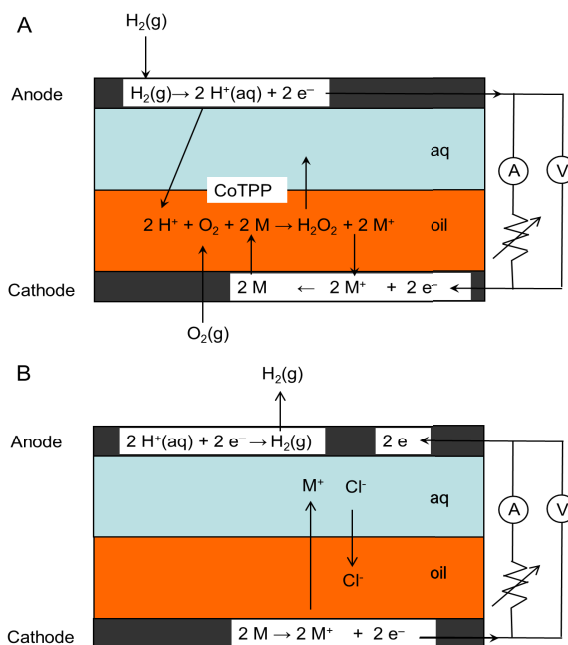 A
H₂(g)
Anode
H₂(g)→ 2 H⁺(aq) + 2 e⁻
aq
A
V
CoTPP
2 H⁺ + O₂ + 2 M → H₂O₂ + 2 M⁺
oil
Cathode
2 M ← 2 M⁺ + 2 e⁻
O₂(g)
B
H₂(g)
Anode
2 H⁺(aq) + 2 e⁻ → H₂(g)
2 e
M⁺
Cl⁻
aq
A
V
Cl⁻
oil
Cathode
2 M → 2 M⁺ + 2 e⁻